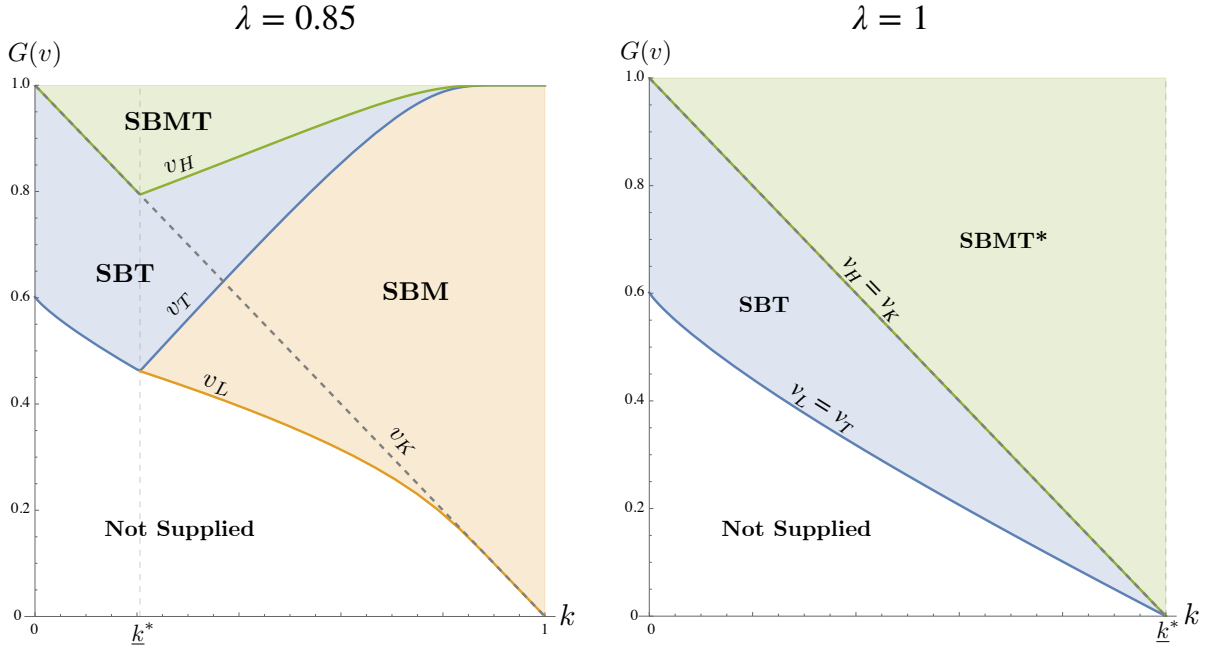 λ = 0.85
G(v)
1.0
0.8
0.6
0.4
0.2
0
0
k*
1
k
SBMT
v_H
SBT
v_T
SBM
v_L
v_K
Not Supplied
λ = 1
G(v)
1.0
0.8
0.6
0.4
0.2
0
0
k*
k
SBMT*
v_H = v_K
SBT
v_L = v_T
Not Supplied